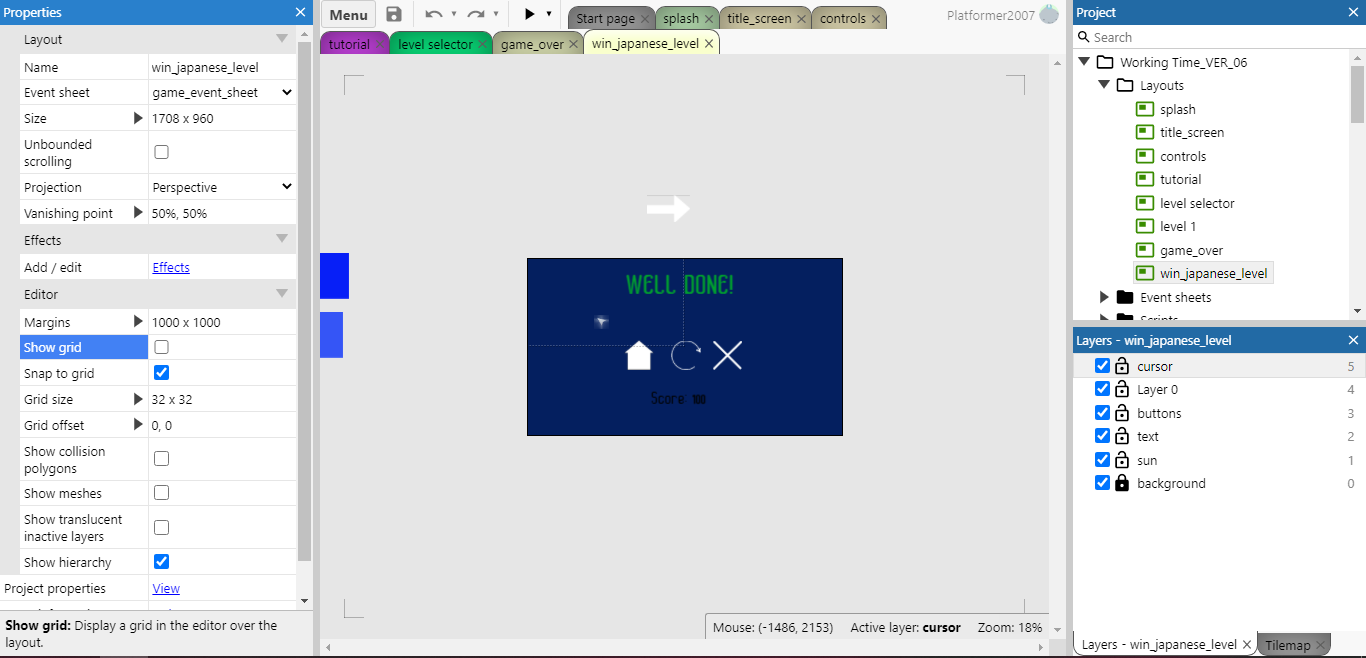 Properties
Layout
Name win_japanese_level
Event sheet game_event_sheet
Size 1708 x 960
Unbounded
scrolling
Projection Perspective
Vanishing point 50%, 50%
Effects
Add / edit Effects
Editor
Margins 1000 x 1000
Show grid
Snap to grid
Grid size 32 x 32
Grid offset 0, 0
Show collision
polygons
Show meshes
Show translucent
inactive layers
Show hierarchy
Project properties View
Show grid: Display a grid in the editor over the
layout.
Menu
Start page
splash
title_screen
controls
Platformer2007
tutorial
level selector
game_over
win_japanese_level
WELL DONE!
Score 100
Mouse: (-1486, 2153) Active layer: cursor Zoom: 18%
Project
Search
Working Time_VER_06
Layouts
splash
title_screen
controls
tutorial
level selector
level 1
game_over
win_japanese_level
Event sheets
Scripts
Layers - win_japanese_level
cursor 5
Layer 0 4
buttons 3
text 2
sun 1
background 0
Layers - win_japanese_level
Tilemap